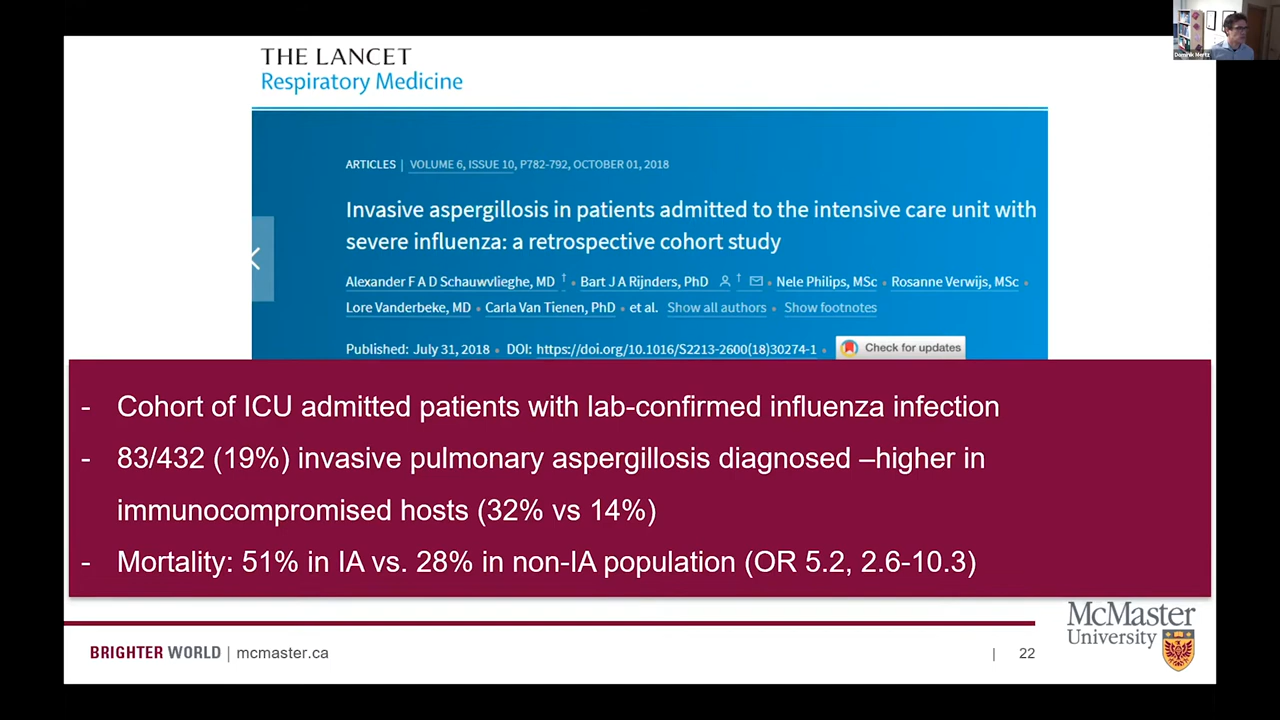 Dominik Mertz
THE LANCET
Respiratory Medicine
ARTICLES | VOLUME 6, ISSUE 10, P782-792, OCTOBER 01, 2018
Invasive aspergillosis in patients admitted to the intensive care unit with
severe influenza: a retrospective cohort study
Alexander F A D Schauwvlieghe, MD † • Bart J A Rijnders, PhD † • Nele Philips, MSc • Rosanne Verwijs, MSc •
Lore Vanderbeke, MD • Carla Van Tienen, PhD • et al. Show all authors • Show footnotes
Published: July 31, 2018 • DOI: https://doi.org/10.1016/S2213-2600(18)30274-1 • Check for updates
- Cohort of ICU admitted patients with lab-confirmed influenza infection
- 83/432 (19%) invasive pulmonary aspergillosis diagnosed –higher in
immunocompromised hosts (32% vs 14%)
- Mortality: 51% in IA vs. 28% in non-IA population (OR 5.2, 2.6-10.3)
BRIGHTER WORLD | mcmaster.ca
| 22
McMaster
University